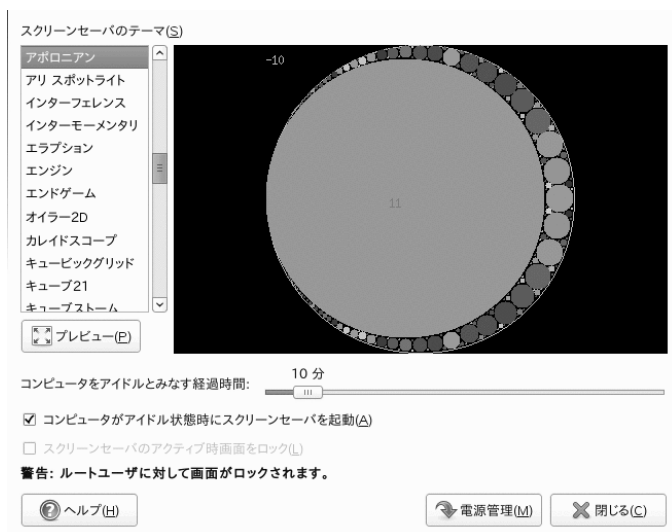 スクリーンセーバのテーマ(S)
アポロニアン
アリ スポットライト
インターフェレンス
インターモーメンタリ
エラプション
エンジン
エンドゲーム
オイラー2D
カレイドスコープ
キュービックグリッド
キューブ21
キューブストーム
-10
11
プレビュー(P)
コンピュータをアイドルとみなす経過時間:
10 分
コンピュータがアイドル状態時にスクリーンセーバを起動(A)
スクリーンセーバのアクティブ時画面をロック(L)
警告: ルートユーザに対して画面がロックされます。
ヘルプ(H)
電源管理(M)
閉じる(C)